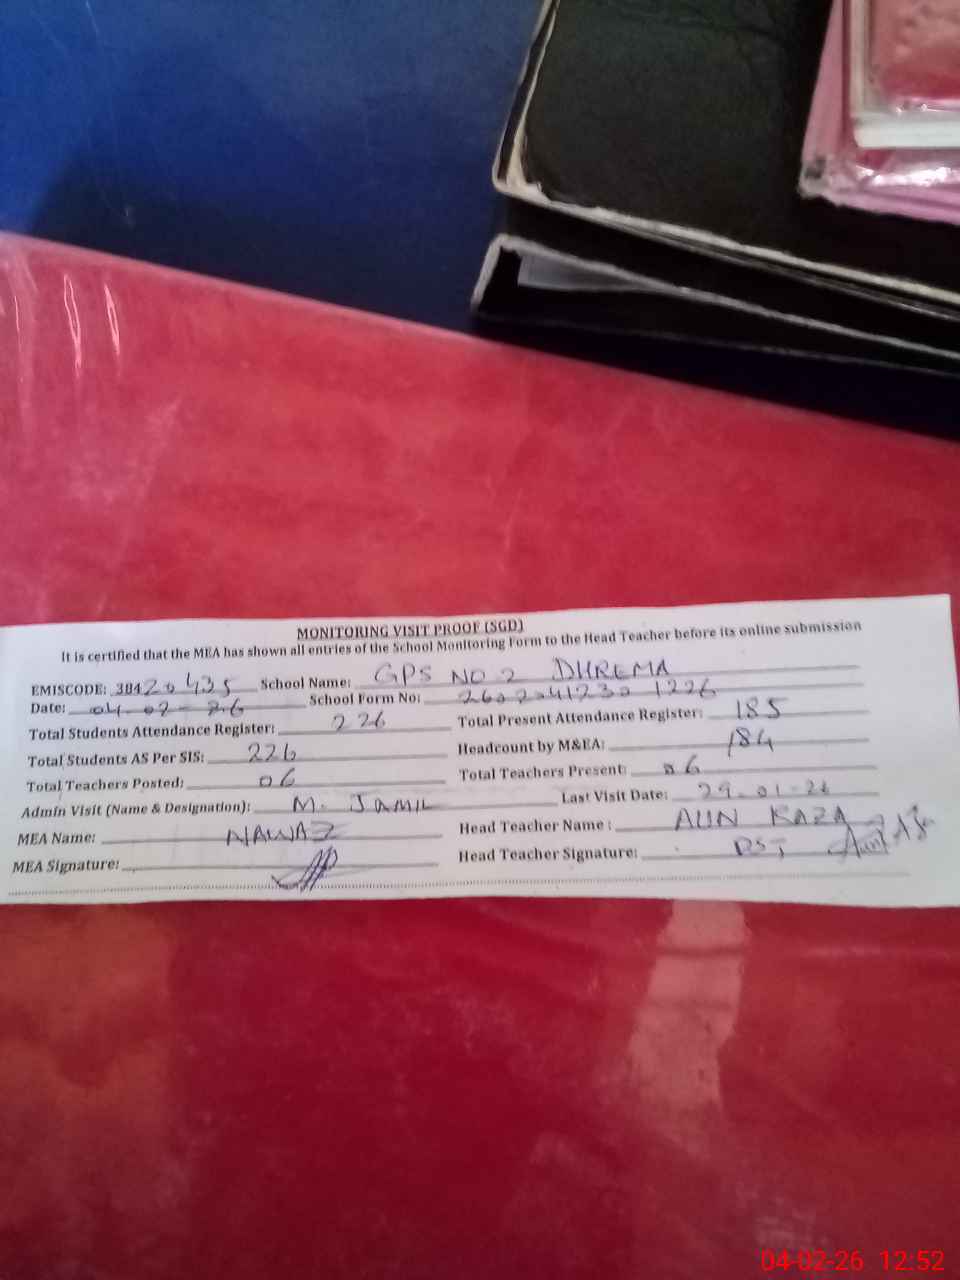 MONITORING VISIT PROOF (SGD)
It is certified that the MEA has shown all entries of the School Monitoring Form to the Head Teacher before its online submission
EMISCODE: 38420435 School Name: GPS NO 2 DHREMA
Date: 04-02-26 School Form No: 2602041230 1226
Total Students Attendance Register: 226 Total Present Attendance Register: 185
Total Students AS Per SIS: 226 Headcount by M&EA: 184
Total Teachers Posted: 06 Total Teachers Present: 06
Admin Visit (Name & Designation): M. JAMIL Last Visit Date: 29-01-26
MEA Name: NAWAZ Head Teacher Name : AUN RAZA
MEA Signature: Head Teacher Signature: PST
04-02-26 12:52